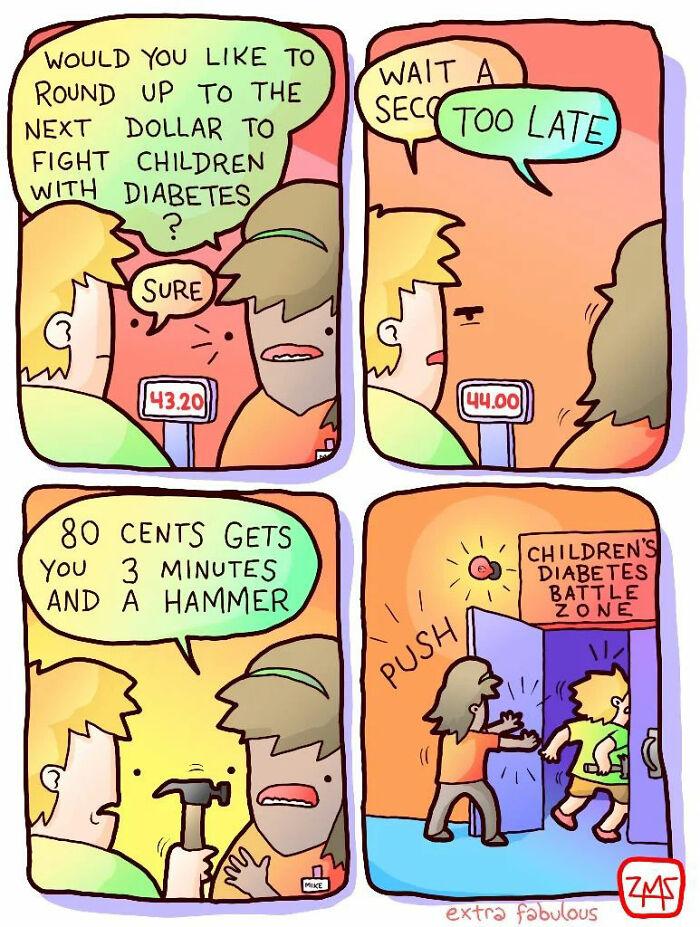 WOULD YOU LIKE TO
ROUND UP TO THE
NEXT DOLLAR TO
FIGHT CHILDREN
WITH DIABETES
?
SURE
43.20
WAIT A
SECO
TOO LATE
44.00
80 CENTS GETS
YOU 3 MINUTES
AND A HAMMER
MIKE
CHILDREN'S
DIABETES
BATTLE
ZONE
PUSH
ZMS
extra fabulous